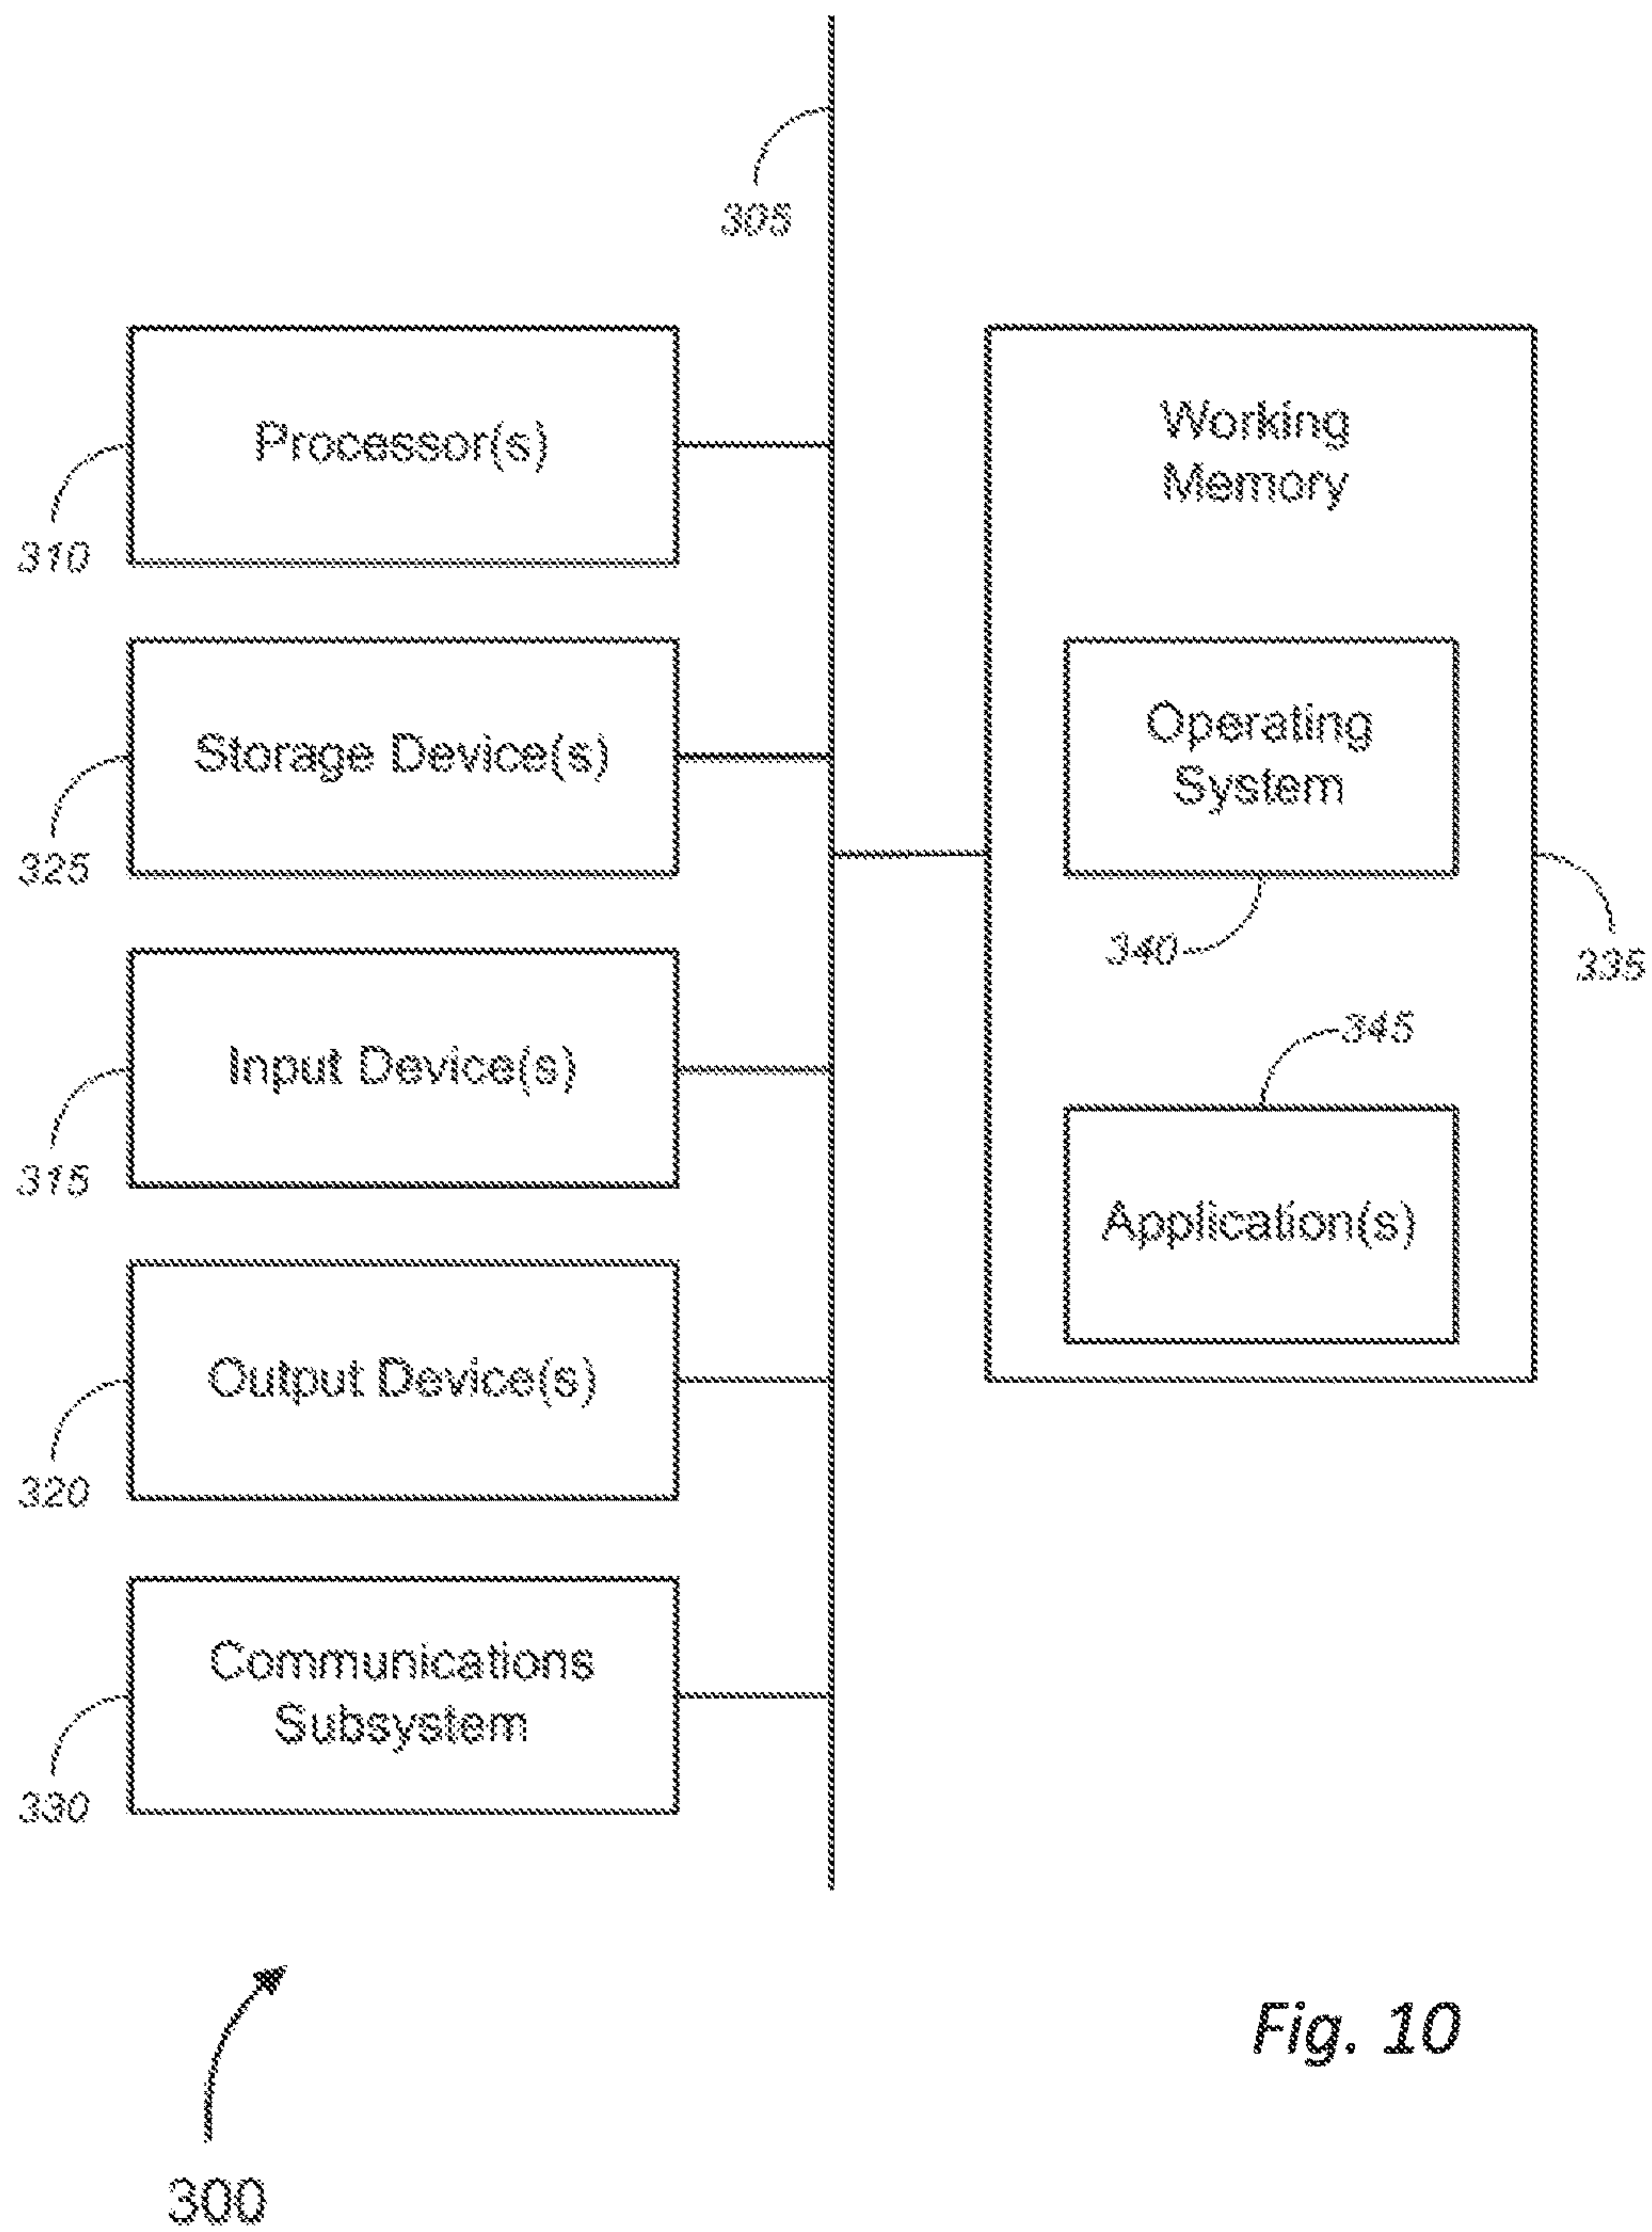 305
Processor(s)
310
Storage Device(s)
325
Input Device(s)
315
Output Device(s)
320
Communications
Subsystem
330
Working
Memory
Operating
System
340
335
345
Application(s)
300
Fig. 10